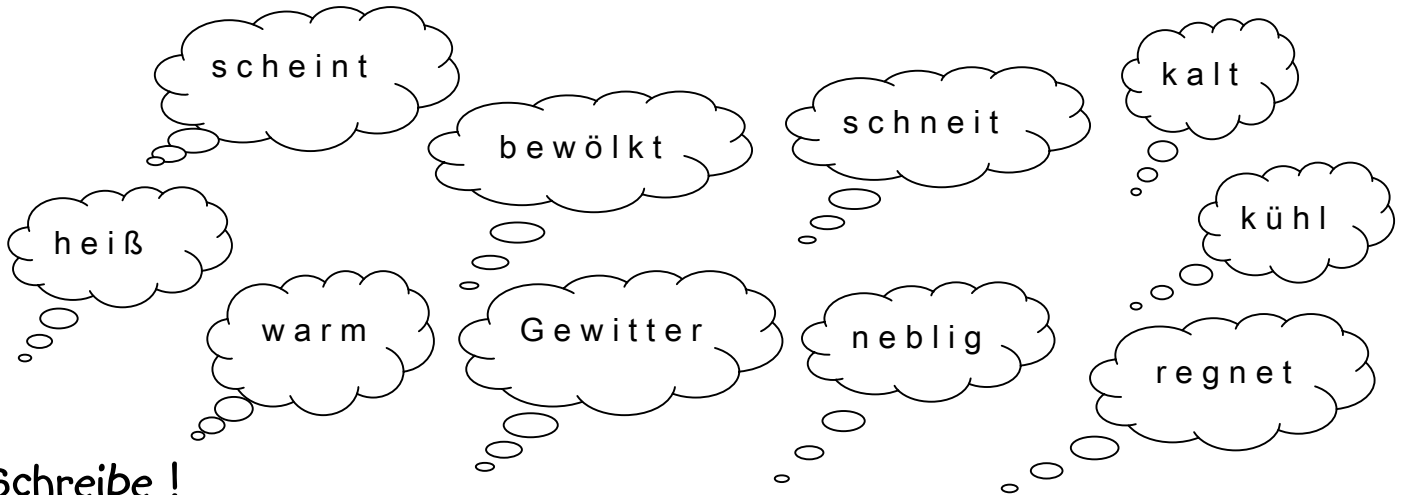 scheint
kalt
schneit
bewölkt
kühl
heiß
warm
Gewitter
neblig
regnet
Schreibe !